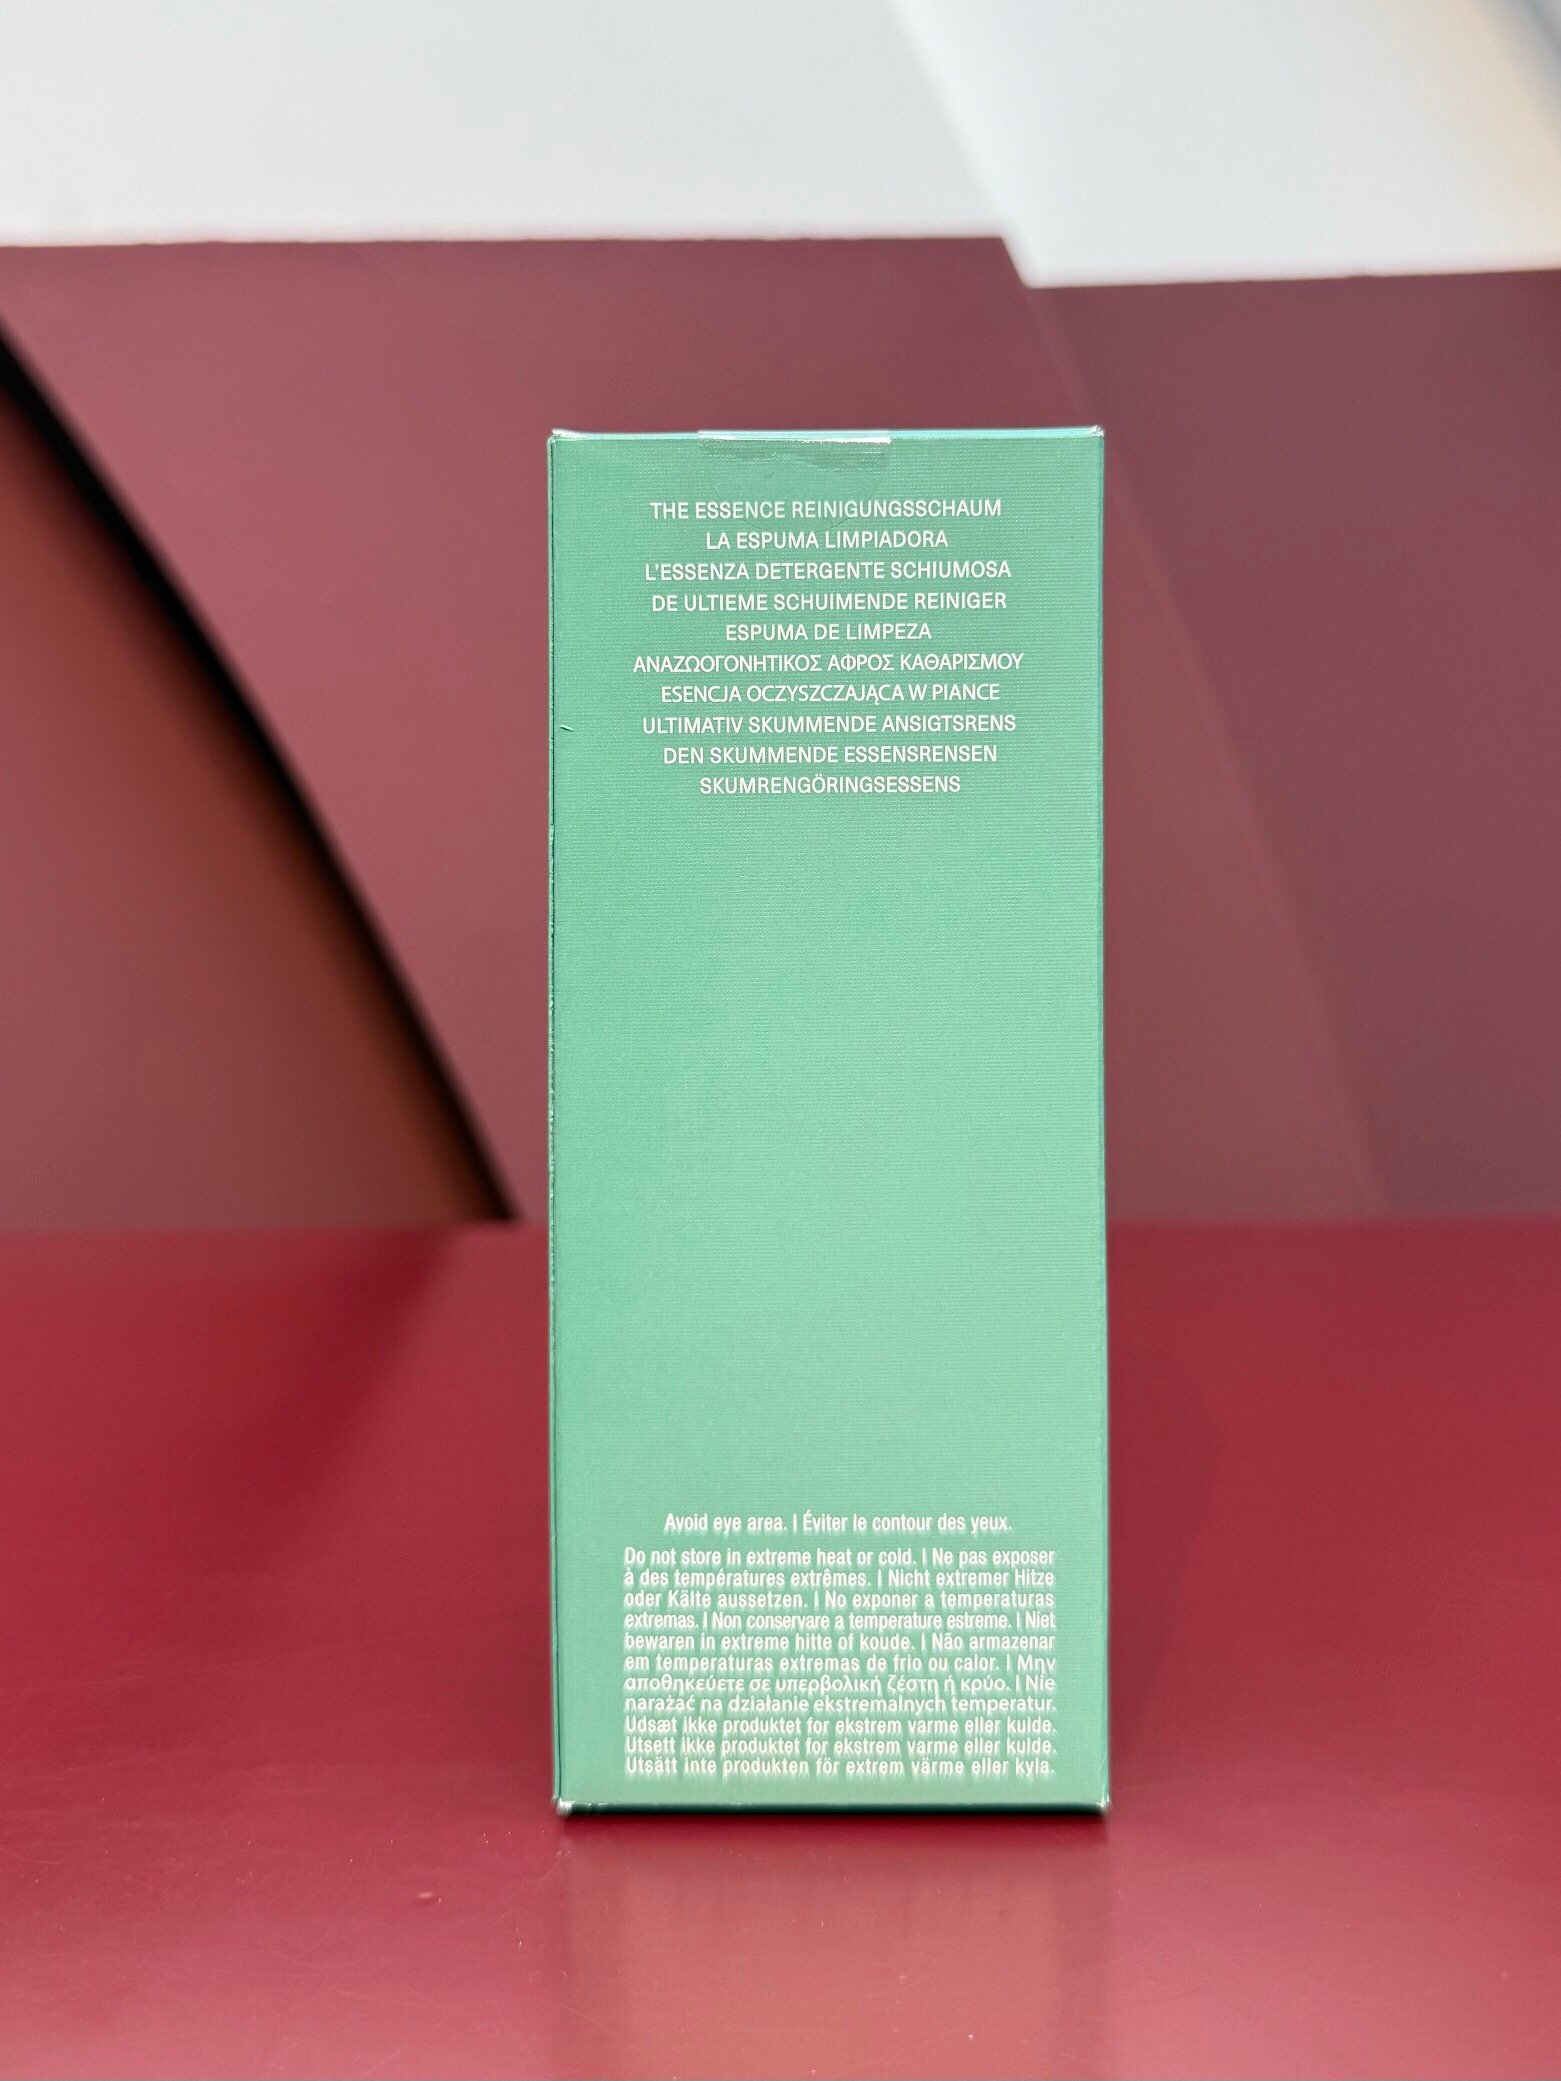 THE ESSENCE REINIGUNGSSCHAUM
LA ESPUMA LIMPIADORA
L'ESSENZA DETERGENTE SCHIUMOSA
DE ULTIEME SCHUIMENDE REINIGER
ESPUMA DE LIMPEZA
ΑΝΑΖΩΟΓΟΝΗΤΙΚΟΣ ΑΦΡΟΣ ΚΑΘΑΡΙΣΜΟΥ
ESENCJA OCZYSZCZAJĄCA W PIANCE
ULTIMATIV SKUMMENDE ANSIGTSRENS
DEN SKUMMENDE ESSENSRENSEN
SKUMRENGÖRINGSESSENS
Avoid eye area. | Éviter le contour des yeux.
Do not store in extreme heat or cold. | Ne pas exposer
à des températures extrêmes. | Nicht extremer Hitze
oder Kälte aussetzen. | No exponer a temperaturas
extremas. | Non conservare a temperature estreme. | Niet
bewaren in extreme hitte of koude. | Não armazenar
em temperaturas extremas de frio ou calor. | Μην
αποθηκεύετε σε υπερβολική ζέστη ή κρύο. | Nie
narażać na działanie ekstremalnych temperatur.
Udsæt ikke produktet for ekstrem varme eller kulde.
Utsett ikke produktet for ekstrem varme eller kulde.
Utsätt inte produkten för extrem värme eller kyla.